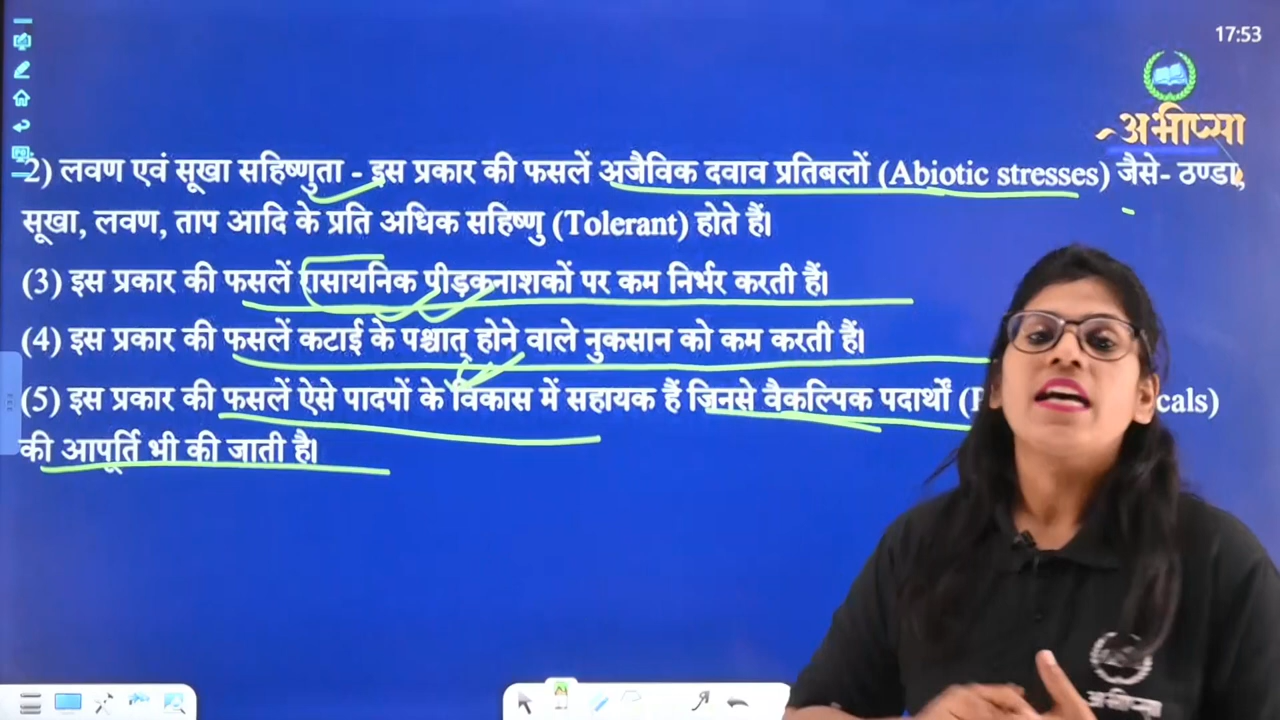 17:53
अभीप्सा
2) लवण एवं सूखा सहिष्णुता - इस प्रकार की फसलें अजैविक दवाव प्रतिबलों (Abiotic stresses) जैसे- ठण्डा,
सूखा, लवण, ताप आदि के प्रति अधिक सहिष्णु (Tolerant) होते हैं।
(3) इस प्रकार की फसलें रासायनिक पीड़कनाशकों पर कम निर्भर करती हैं।
(4) इस प्रकार की फसलें कटाई के पश्चात् होने वाले नुकसान को कम करती हैं।
(5) इस प्रकार की फसलें ऐसे पादपों के विकास में सहायक हैं जिनसे वैकल्पिक पदार्थों (P cals)
की आपूर्ति भी की जाती है।
अभीप्सा